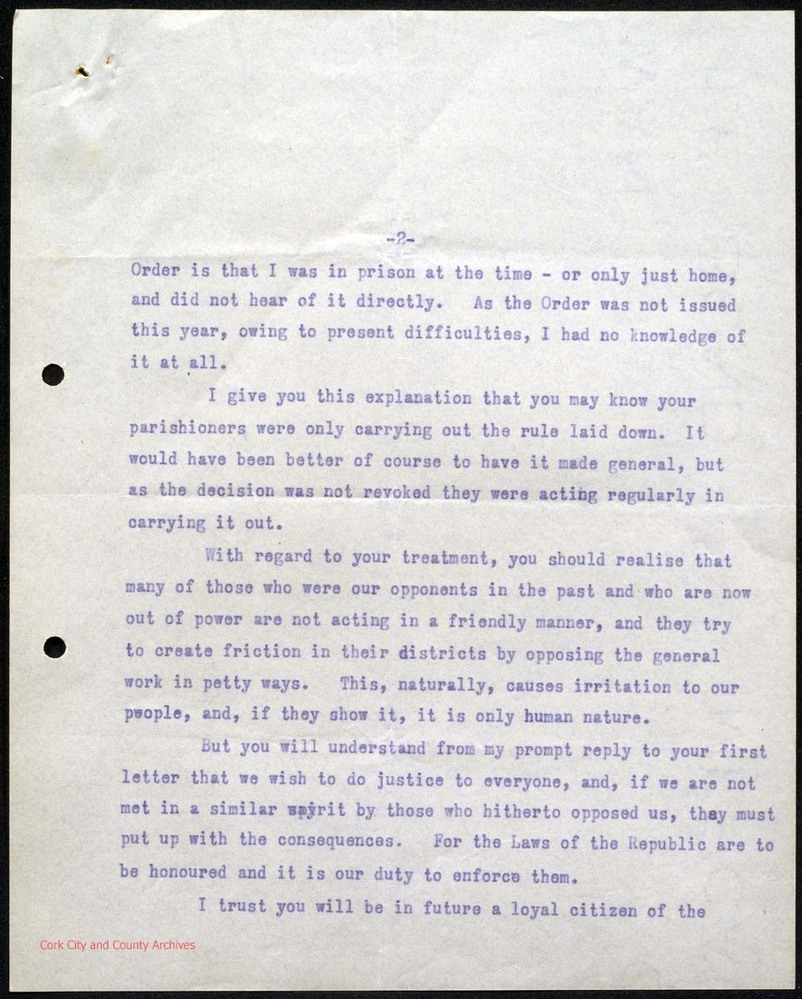 -2-
Order is that I was in prison at the time - or only just home,
and did not hear of it directly. As the Order was not issued
this year, owing to present difficulties, I had no knowledge of
it at all.
I give you this explanation that you may know your
parishioners were only carrying out the rule laid down. It
would have been better of course to have it made general, but
as the decision was not revoked they were acting regularly in
carrying it out.
With regard to your treatment, you should realise that
many of those who were our opponents in the past and who are now
out of power are not acting in a friendly manner, and they try
to create friction in their districts by opposing the general
work in petty ways. This, naturally, causes irritation to our
pwople, and, if they show it, it is only human nature.
But you will understand from my prompt reply to your first
letter that we wish to do justice to everyone, and, if we are not
met in a similar by those who hitherto opposed us, they must
put up with the consequences. For the Laws of the Republic are to
be honoured and it is our duty to enforce them.
I trust you will be in future a loyal citizen of the
Cork City and County Archives